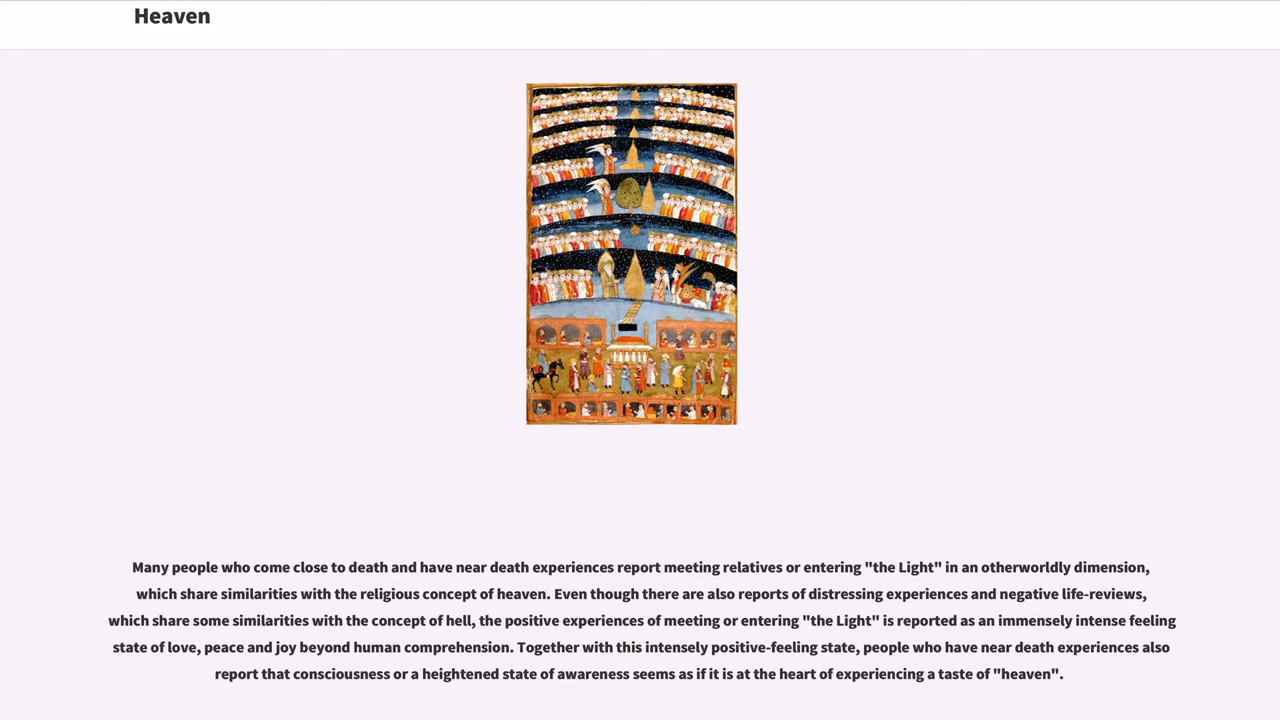 Heaven
Many people who come close to death and have near death experiences report meeting relatives or entering "the Light" in an otherworldly dimension,
which share similarities with the religious concept of heaven. Even though there are also reports of distressing experiences and negative life-reviews,
which share some similarities with the concept of hell, the positive experiences of meeting or entering "the Light" is reported as an immensely intense feeling
state of love, peace and joy beyond human comprehension. Together with this intensely positive-feeling state, people who have near death experiences also
report that consciousness or a heightened state of awareness seems as if it is at the heart of experiencing a taste of "heaven".